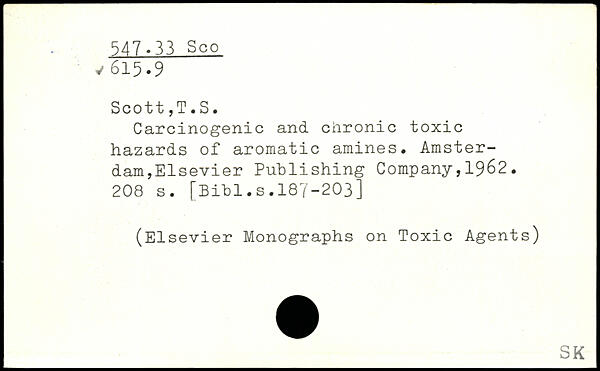 547.33 Sco
✓ 615.9
Scott,T.S.
Carcinogenic and chronic toxic
hazards of aromatic amines. Amster-
dam,Elsevier Publishing Company,1962.
208 s. [Bibl.s.187-203]
(Elsevier Monographs on Toxic Agents)
SK